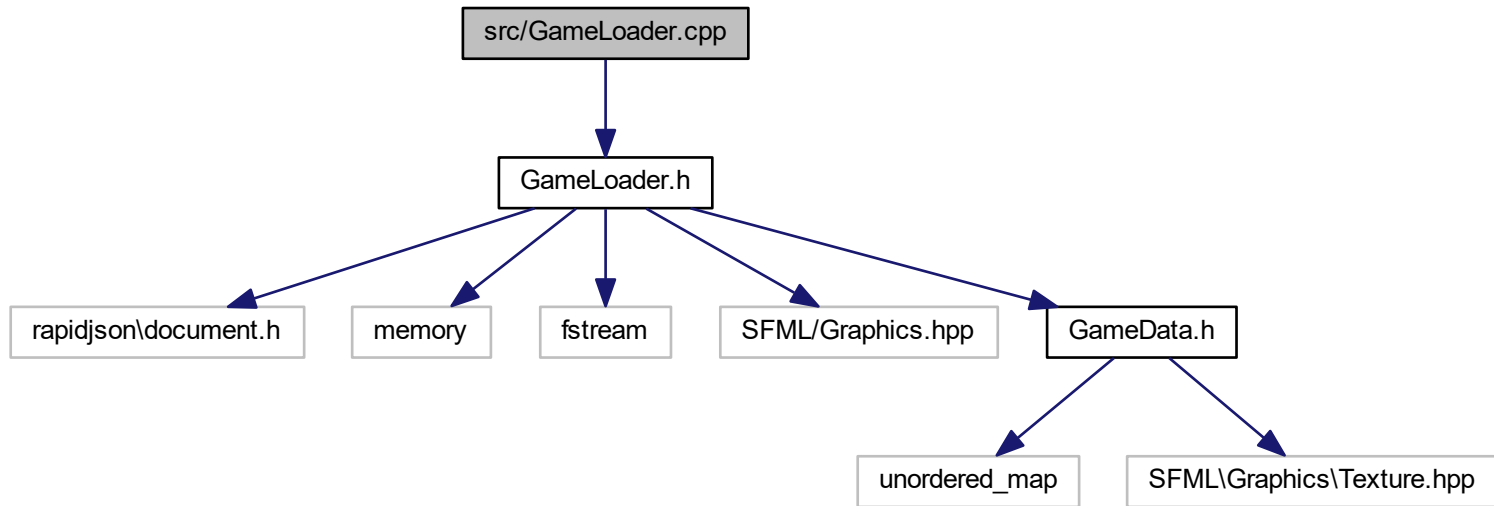 src/GameLoader.cpp
GameLoader.h
rapidjson\document.h
memory
fstream
SFML/Graphics.hpp
GameData.h
unordered_map
SFML\Graphics\Texture.hpp